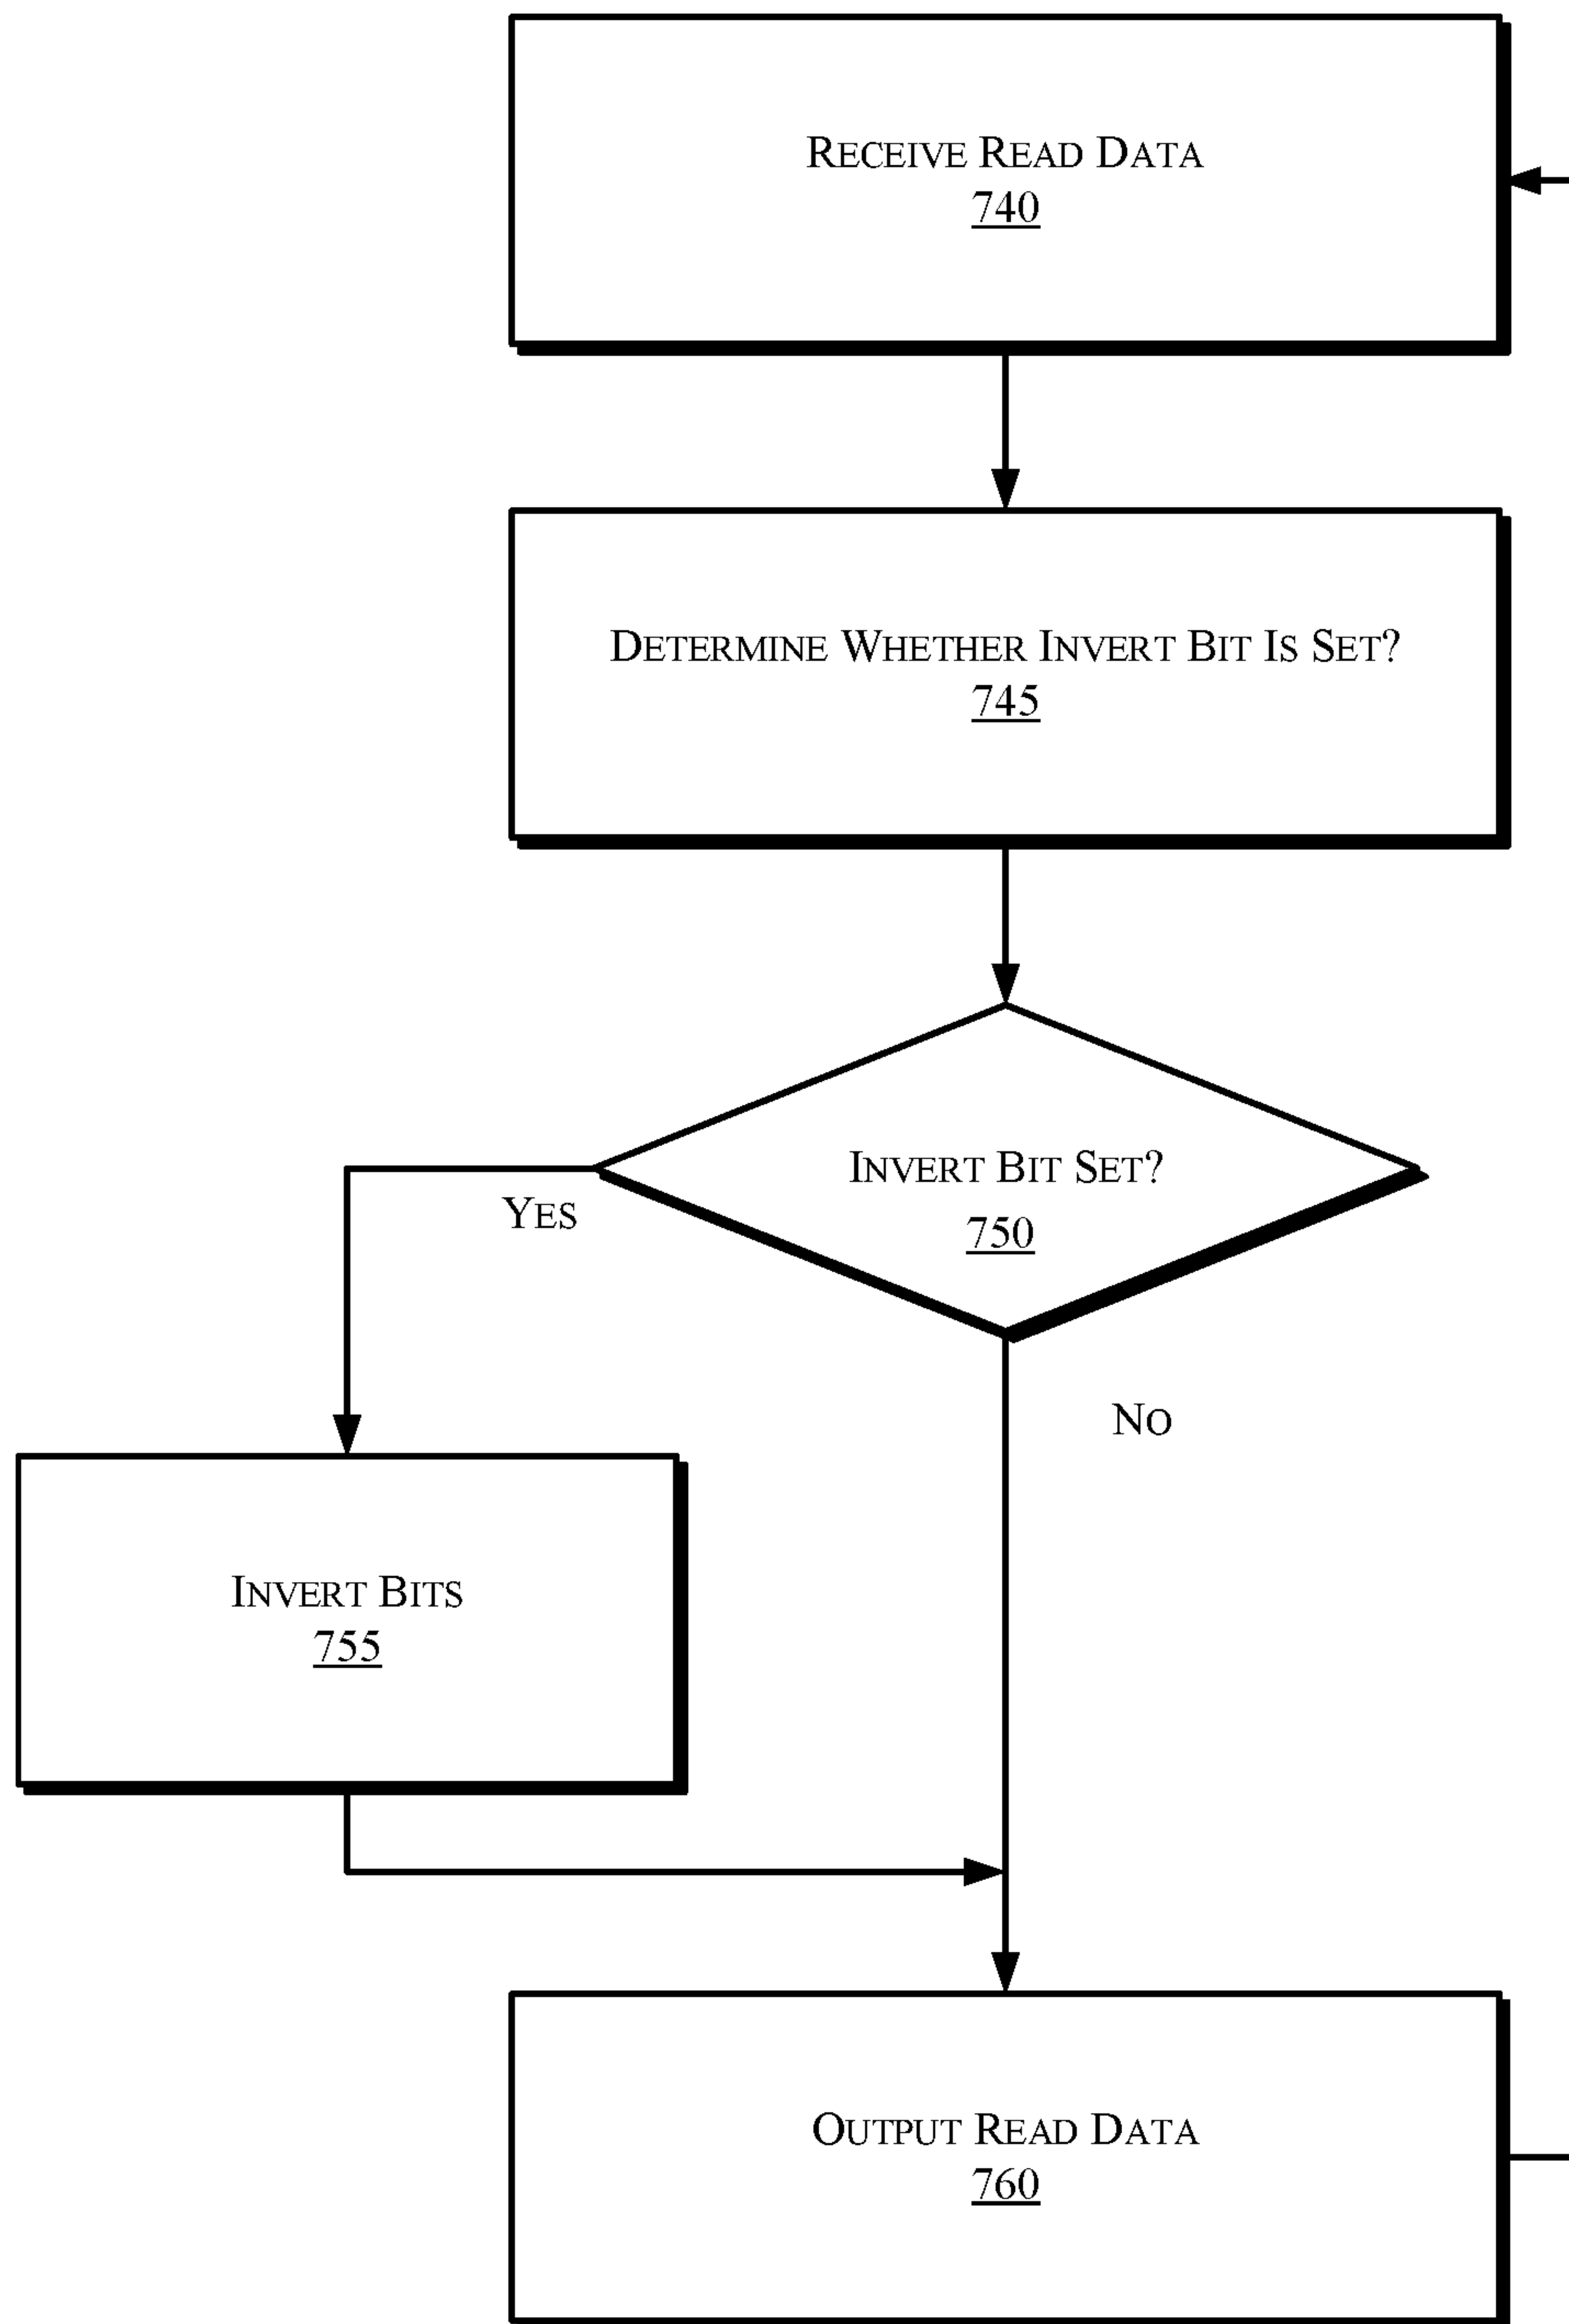 Receive Read Data
740
Determine Whether Invert Bit Is Set?
745
Invert Bit Set?
750
Yes
No
Invert Bits
755
Output Read Data
760